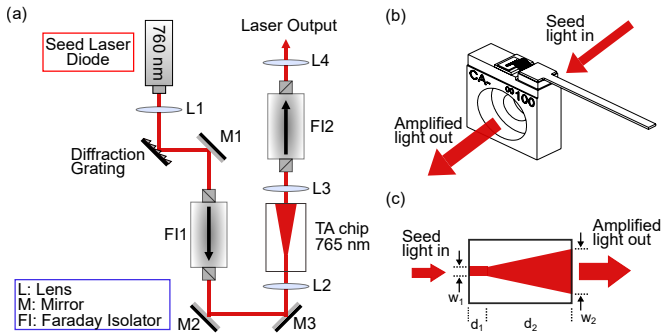 (a)
Seed Laser
Diode
760 nm
L1
M1
Diffraction
Grating
FI1
M2
M3
L2
TA chip
765 nm
L3
FI2
L4
Laser Output
L: Lens
M: Mirror
FI: Faraday Isolator
(b)
Seed
light in
CA- ∞100
Amplified
light out
(c)
Seed
light in
Amplified
light out
w₁
w₂
d₁
d₂